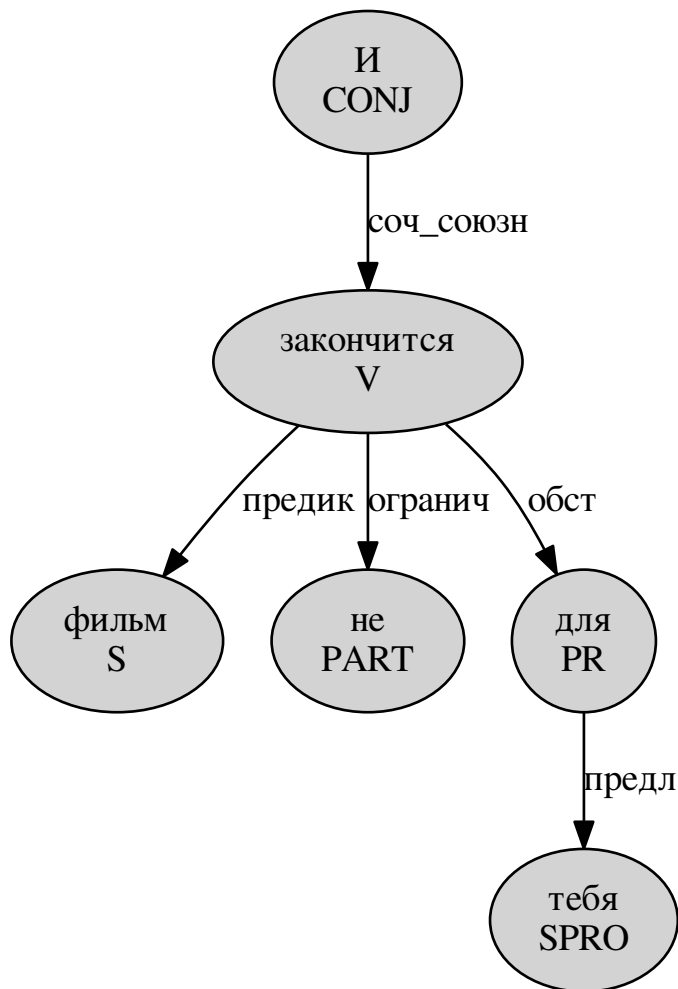 И
CONJ
соч_союзн
закончится
V
предик
огранич
обст
фильм
S
не
PART
для
PR
предл
тебя
SPRO